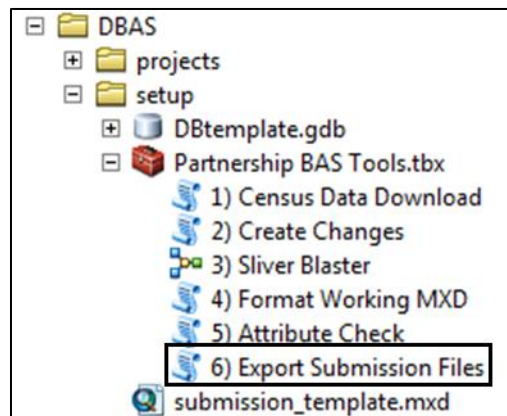 DBAS
projects
setup
DBtemplate.gdb
Partnership BAS Tools.tbx
1) Census Data Download
2) Create Changes
3) Sliver Blaster
4) Format Working MXD
5) Attribute Check
6) Export Submission Files
submission_template.mxd